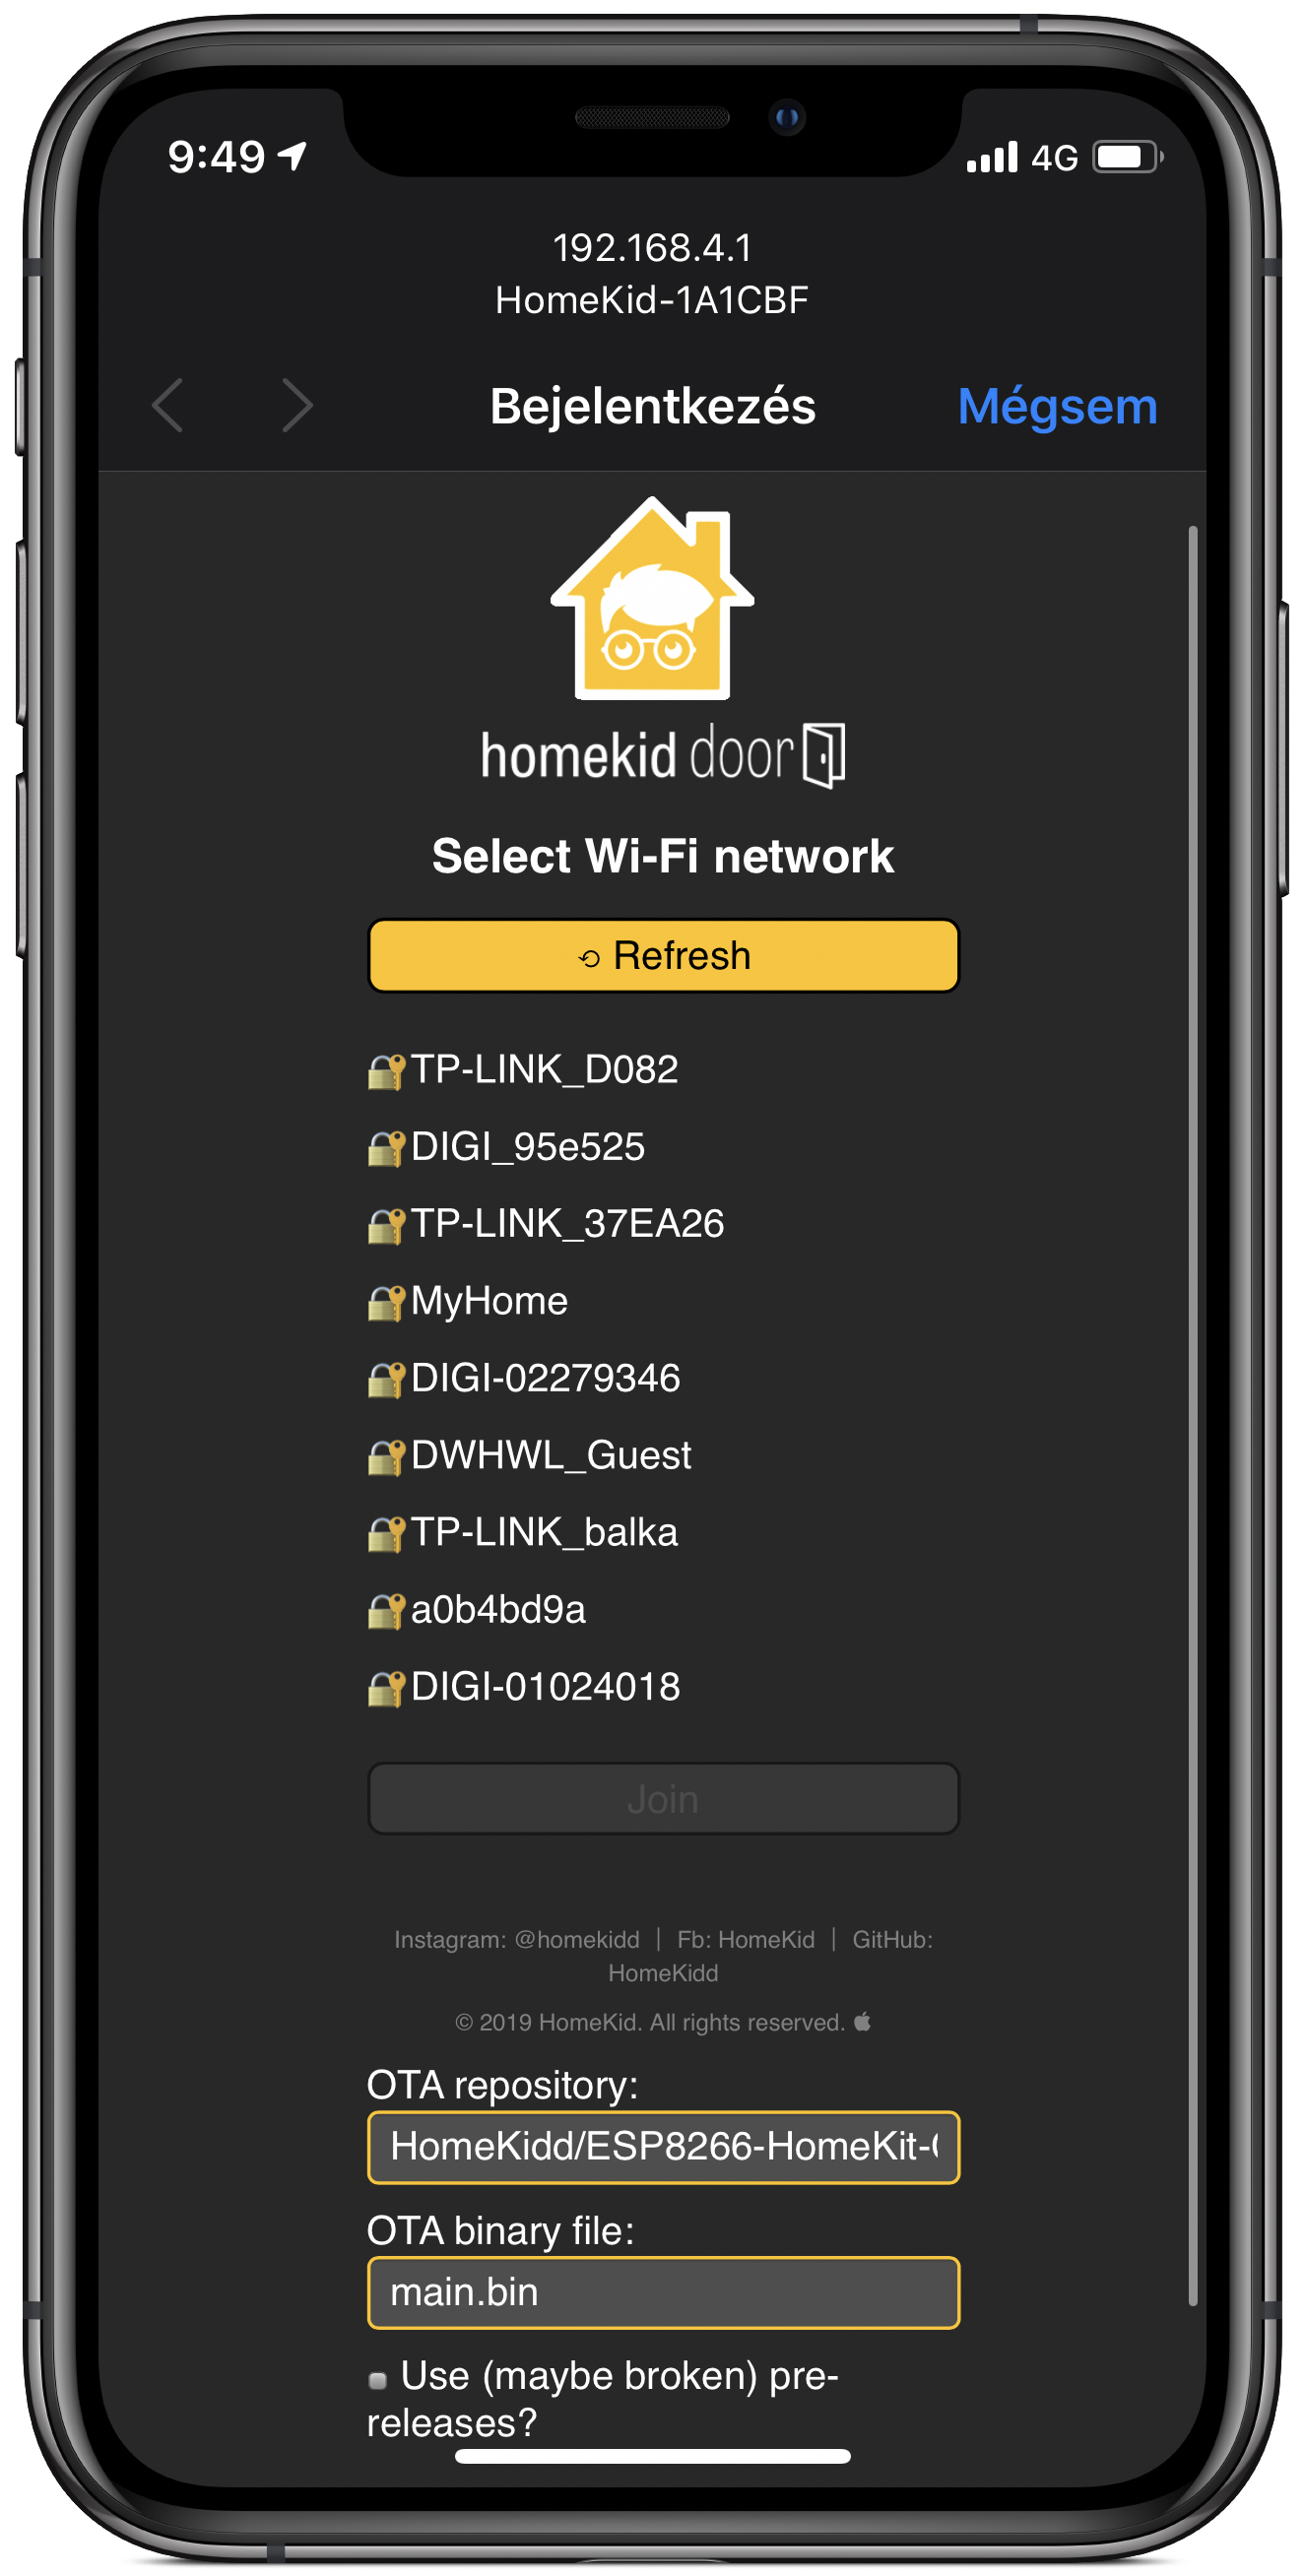 9:49
4G
192.168.4.1
HomeKid-1A1CBF
Bejelentkezés
Mégsem
homekid door
Select Wi-Fi network
⟲ Refresh
🔐TP-LINK_D082
🔐DIGI_95e525
🔐TP-LINK_37EA26
🔐MyHome
🔐DIGI-02279346
🔐DWHWL_Guest
🔐TP-LINK_balka
🔐a0b4bd9a
🔐DIGI-01024018
Join
Instagram: @homekidd | Fb: HomeKid | GitHub:
HomeKidd
© 2019 HomeKid. All rights reserved. 
OTA repository:
HomeKidd/ESP8266-HomeKit-
OTA binary file:
main.bin
Use (maybe broken) pre-
releases?